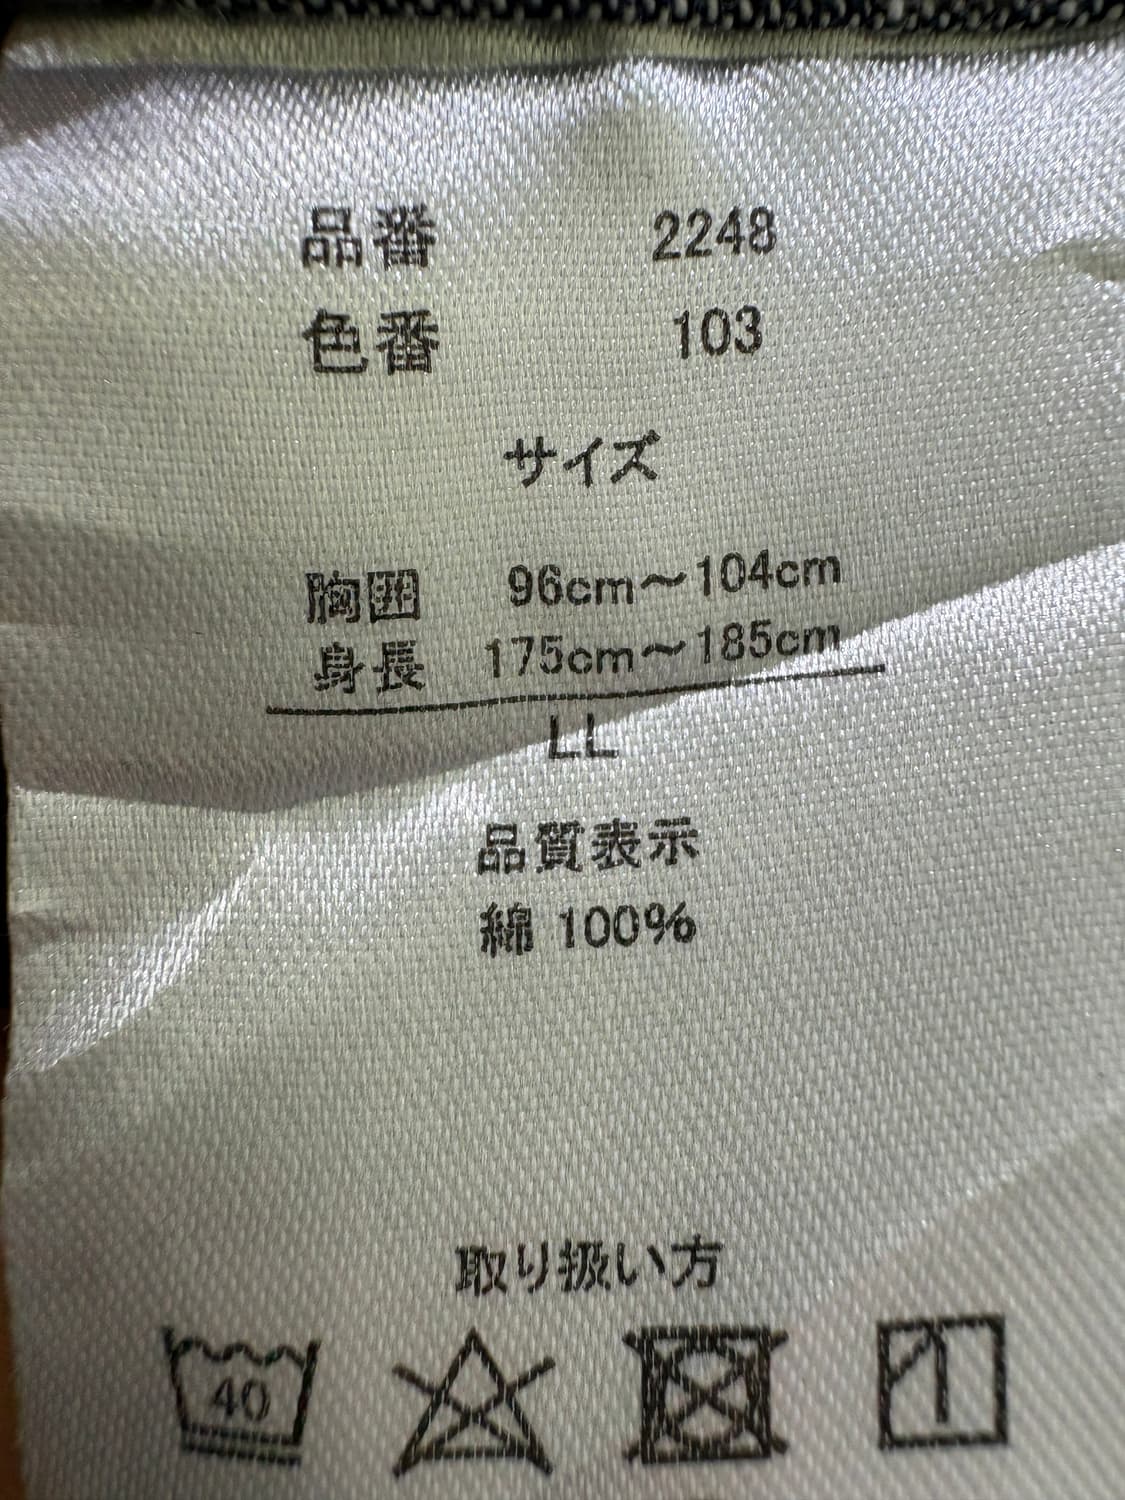 品番 2248
色番 103
サイズ
胸囲 96cm～104cm
身長 175cm～185cm
LL
品質表示
綿 100%
取り扱い方
40